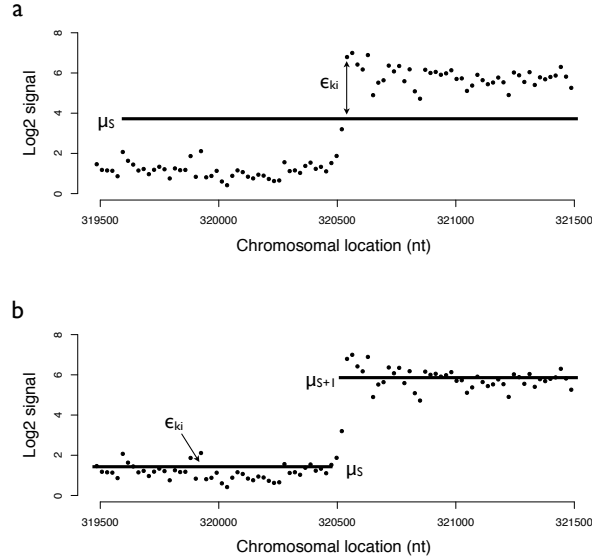 a
8
6
4
2
0
Log2 signal
ϵki
μS
319500 320000 320500 321000 321500
Chromosomal location (nt)
b
8
6
4
2
0
Log2 signal
μS+1
ϵki
μS
319500 320000 320500 321000 321500
Chromosomal location (nt)